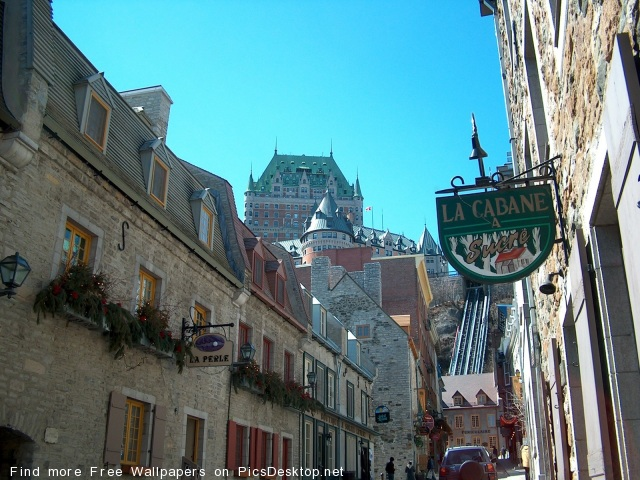 LA CABANE
À
Sucre
LA PERLE
Find more Free Wallpapers on PicsDesktop.net